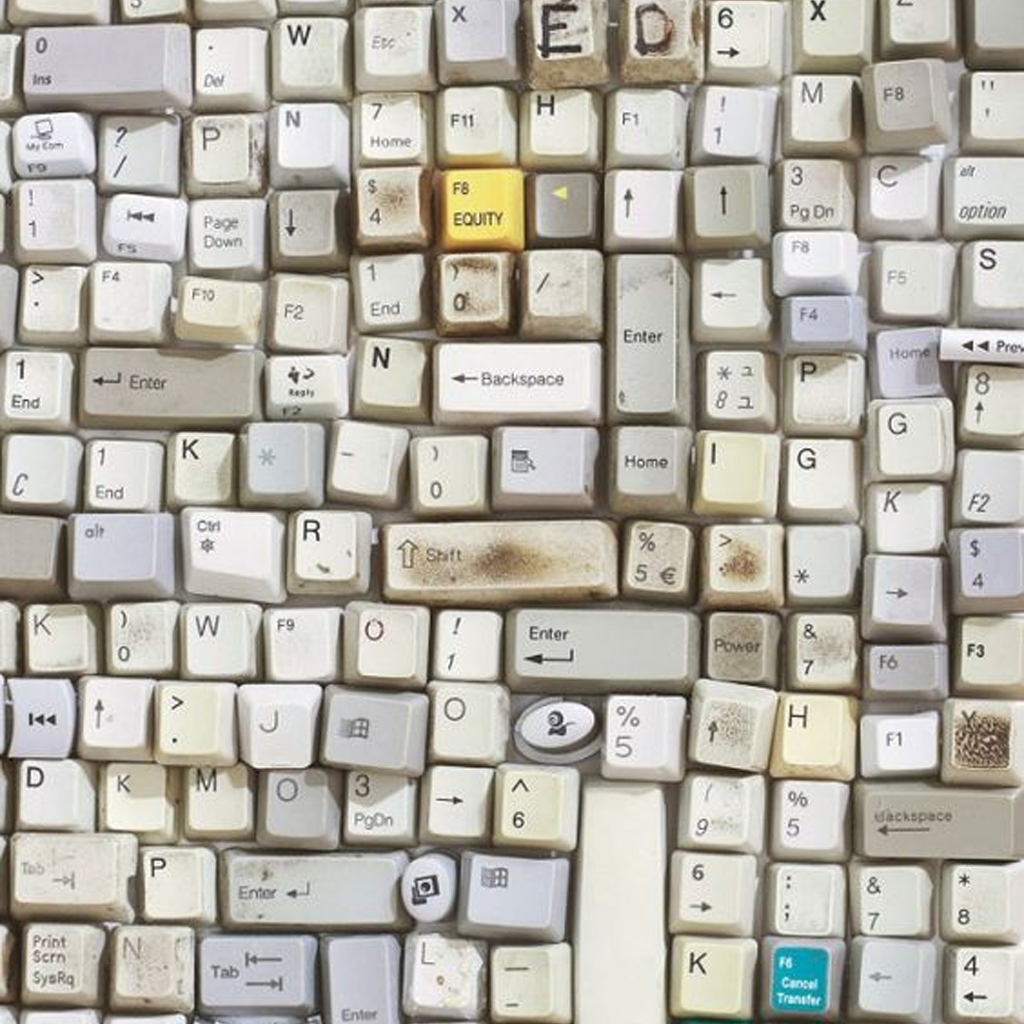 0
Ins
.
Del
W
Esc
X
E
D
6
→
X
My Com
F9
?
/
P
N
7
Home
F11
H
F1
!
1
M
F8
"
'
!
1
F5
Page
Down
↓
$
4
F8
EQUITY
↑
↑
3
Pg Dn
C
alt
option
>
.
F4
F10
F2
1
End
)
0
/
Enter
←
F8
F4
F5
S
1
End
↵ Enter
Reply
F2
N
←Backspace
* ב
8 ב
P
Home
◄◄ Prev
8
↑
C
1
End
K
*
-
)
0
Home
I
G
G
K
F2
alt
Ctrl
R
⇧ Shift
%
5 €
>
.
*
→
$
4
K
)
0
W
F9
O
!
1
Enter
←
Power
&
7
F6
F3
↑
>
.
J
O
%
5
↑
H
F1
Y
D
K
M
O
3
PgDn
→
^
6
(
9
%
5
Backspace
←
Tab
P
Enter ↵
6
→
:
;
&
7
*
8
Print
Scrn
SysRq
N
Tab
Enter
L
—
-
K
F6
Cancel
Transfer
←
4
←